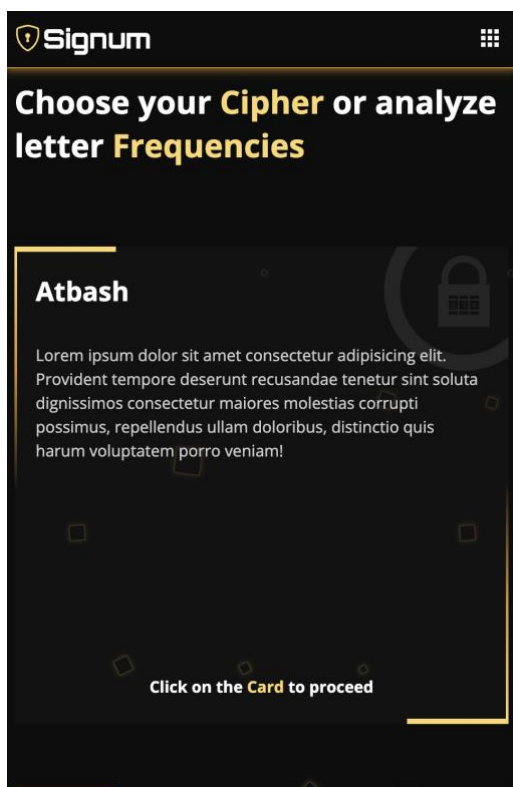 Signum
Choose your Cipher or analyze
letter Frequencies
Atbash
Lorem ipsum dolor sit amet consectetur adipisicing elit.
Provident tempore deserunt recusandae tenetur sint soluta
dignissimos consectetur maiores molestias corrupti
possimus, repellendus ullam doloribus, distinctio quis
harum voluptatem porro veniam!
Click on the Card to proceed